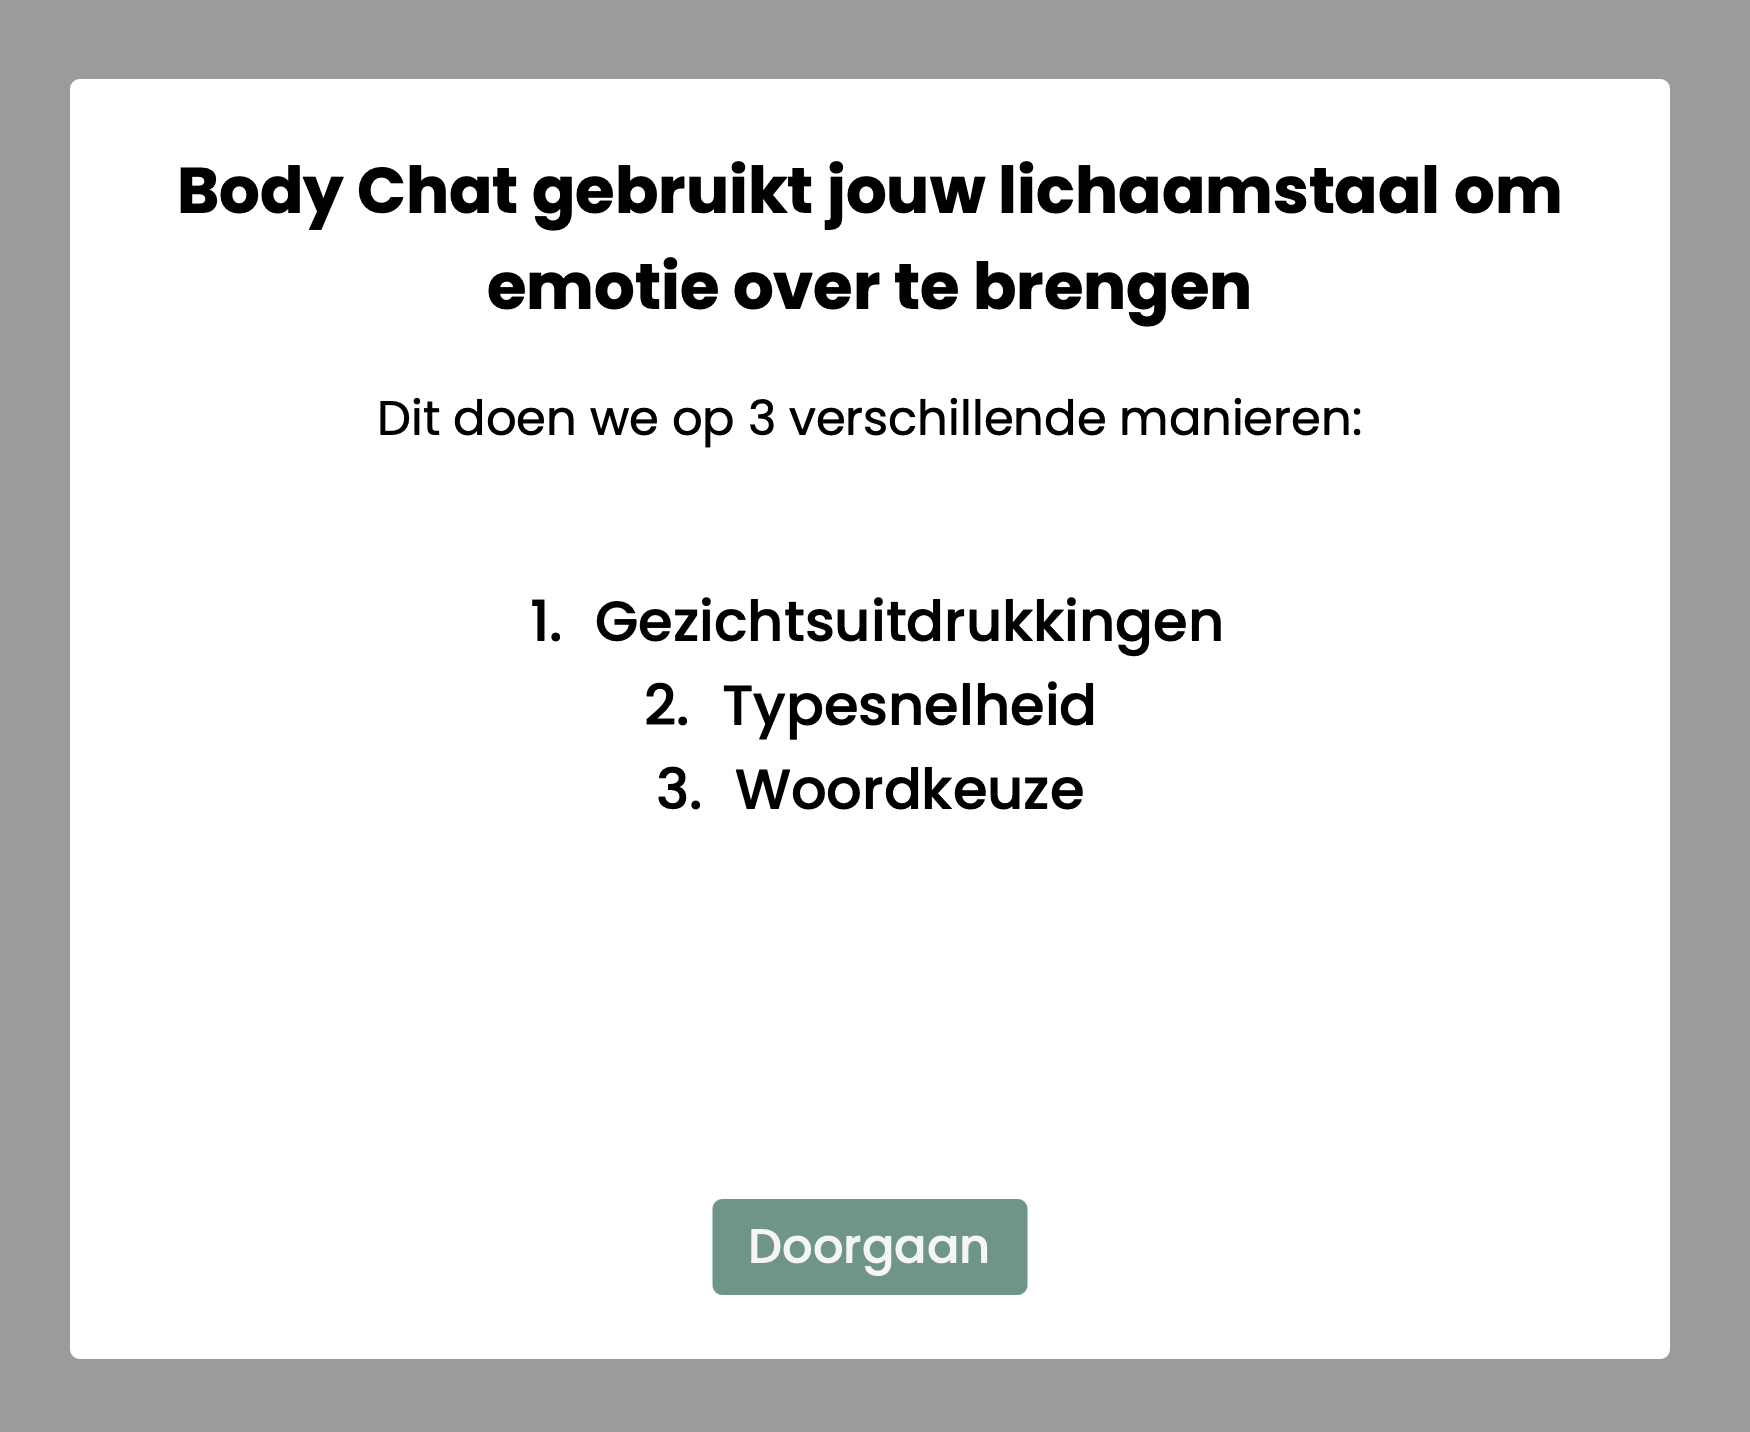 Body Chat gebruikt jouw lichaamstaal om
emotie over te brengen
Dit doen we op 3 verschillende manieren:
1. Gezichtsuitdrukkingen
2. Typesnelheid
3. Woordkeuze
Doorgaan